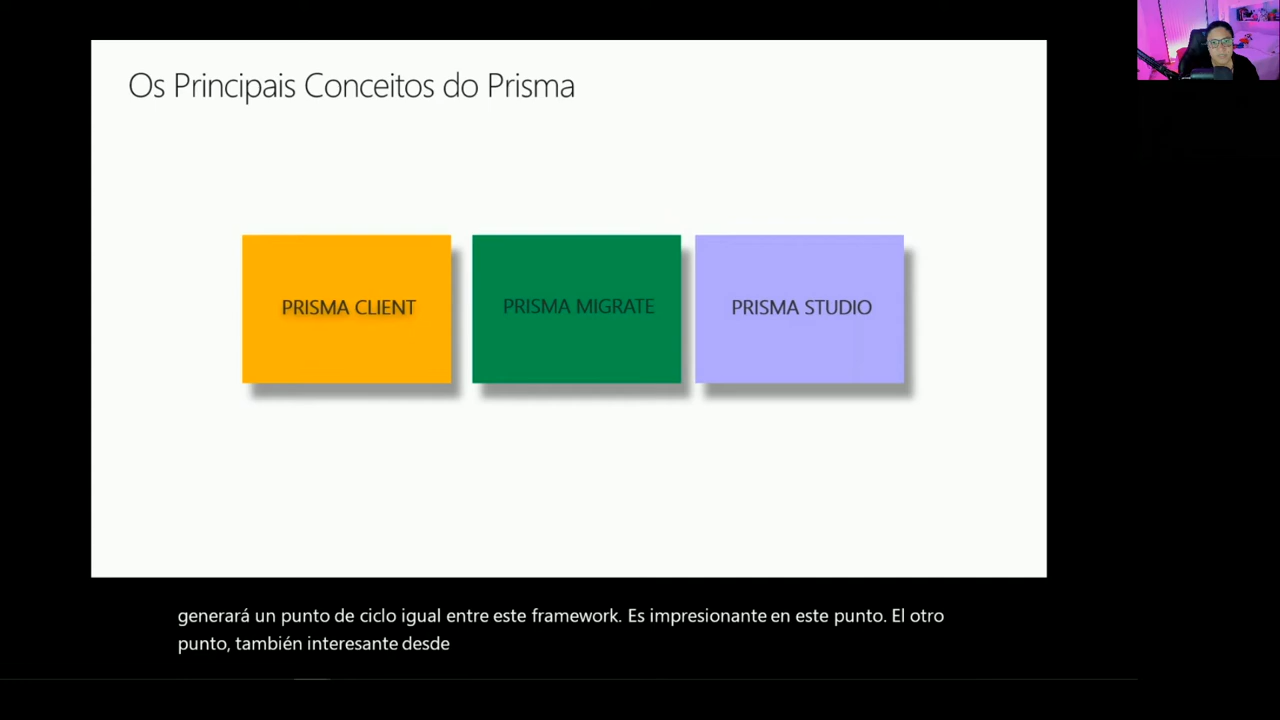 Os Principais Conceitos do Prisma
PRISMA CLIENT
PRISMA MIGRATE
PRISMA STUDIO
generará un punto de ciclo igual entre este framework. Es impresionante en este punto. El otro
punto, también interesante desde